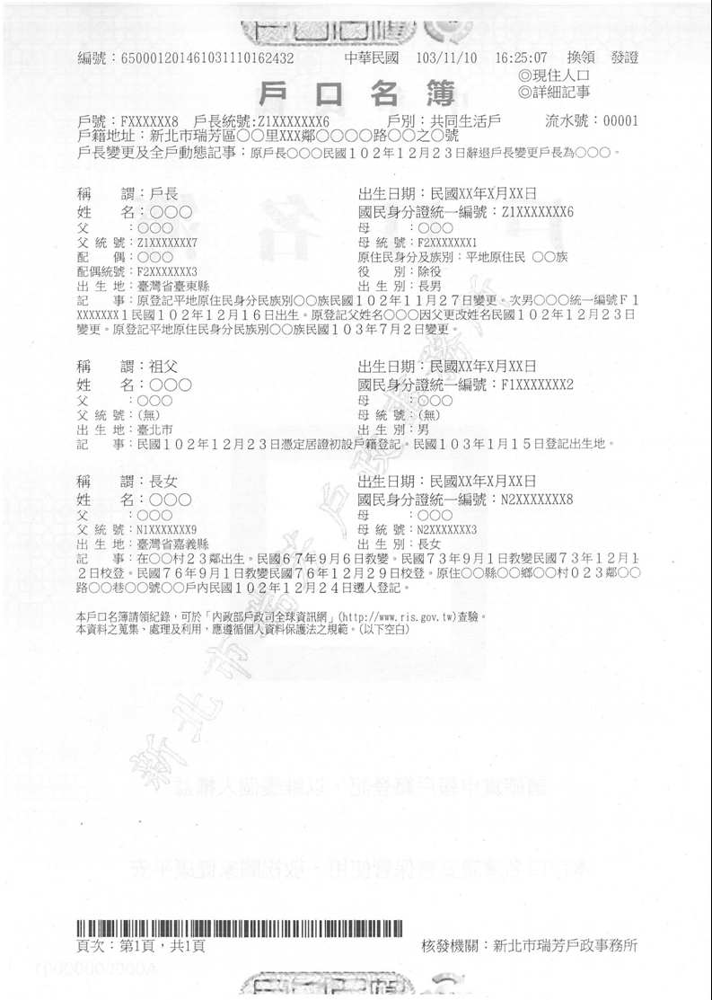 編號：65000120146103111016​2432　中華民國　103/11/10　16:25:07　換領　發證
◎現住人口
◎詳細記事
戶口名簿
戶號：FXXXXXX8　戶長統號:Z1XXXXXXX6　戶別：共同生活戶　流水號：00001
戶籍地址：新北市瑞芳區○○里XXX鄰○○○○路○○之○號
戶長變更及全戶動態記事：原戶長○○○民國１０２年１２月２３日辭退戶長變更戶長為○○○。
稱　謂：戶長　出生日期：民國XX年X月XX日
姓　名：○○○　國民身分證統一編號：Z1XXXXXXX6
父　：○○○　母　：○○○
父 統 號：Z1XXXXXXX7　母 統 號：F2XXXXXXX1
配　偶：○○○　原住民身分及族別：平地原住民　○○族
配偶統號：F2XXXXXXX3　役　別：除役
出 生 地：臺灣省臺東縣　出 生 別：長男
記　事：原登記平地原住民身分民族別○○族民國１０２年１１月２７日變更。次男○○○統一編號Ｆ１
XXXXXXX１民國１０２年１２月１６日出生。原登記父姓名○○○因父更改姓名民國１０２年１２月２３日
變更。原登記平地原住民身分民族別○○族民國１０３年７月２日變更。
稱　謂：祖父　出生日期：民國XX年X月XX日
姓　名：○○○　國民身分證統一編號：F1XXXXXXX2
父　：○○○　母　：○○○
父 統 號：(無)　母 統 號：(無)
出 生 地：臺北市　出 生 別：男
記　事：民國１０２年１２月２３日憑定居證初設戶籍登記。民國１０３年１月１５日登記出生地。
稱　謂：長女　出生日期：民國XX年X月XX日
姓　名：○○○　國民身分證統一編號：N2XXXXXXX8
父　：○○○　母　：○○○
父 統 號：N1XXXXXXX9　母 統 號：N2XXXXXXX3
出 生 地：臺灣省嘉義縣　出 生 別：長女
記　事：在○○村２３鄰出生。民國６７年９月６日教變。民國７３年９月１日教變民國７３年１２月１
２日校登。民國７６年９月１日教變民國７６年１２月２９日校登。原住○○縣○○鄉○○村０２３鄰○○
路○○巷○○號○○戶內民國１０２年１２月２４日遷入登記。
本戶口名簿請領紀錄，可於「內政部戶政司全球資訊網」(http://www.ris.gov.tw)查驗。
本資料之蒐集、處理及利用，應遵循個人資料保護法之規範。(以下空白)
新北市瑞芳戶政事務所
頁次：第1頁，共1頁　核發機關：新北市瑞芳戶政事務所